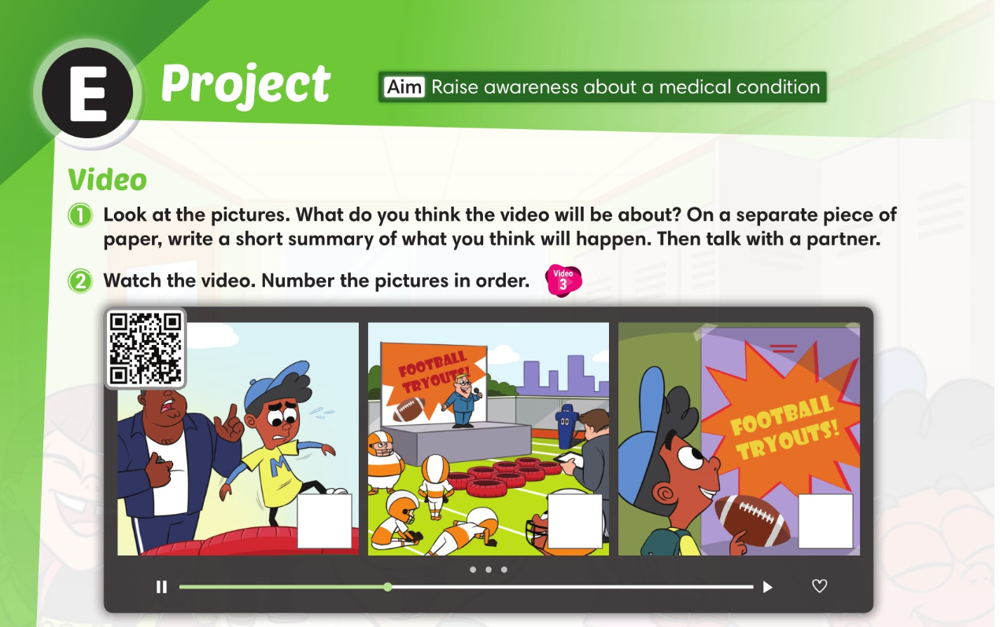 E
Project
Aim Raise awareness about a medical condition
Video
1 Look at the pictures. What do you think the video will be about? On a separate piece of
paper, write a short summary of what you think will happen. Then talk with a partner.
2 Watch the video. Number the pictures in order.
Video
3
FOOTBALL
TRYOUTS!
M
FOOTBALL
TRYOUTS!